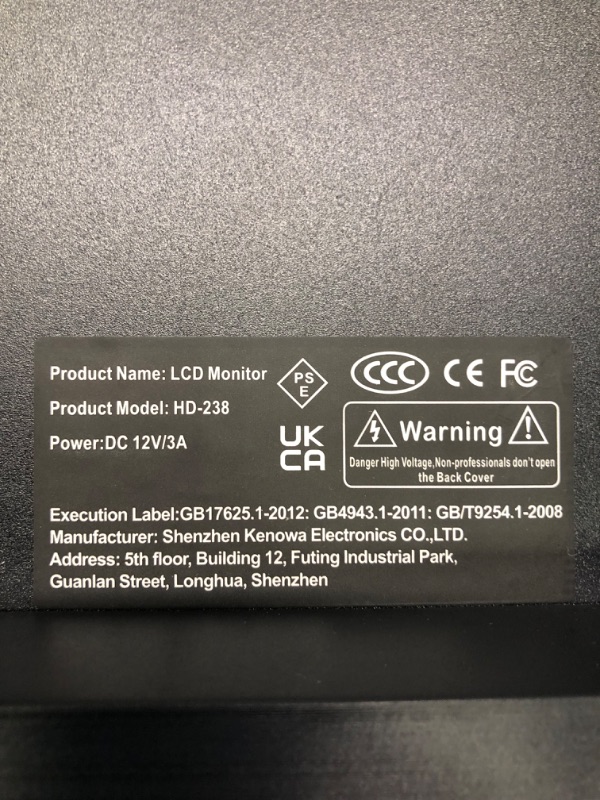 Product Name: LCD Monitor
Product Model: HD-238
Power:DC 12V/3A
PS
E
CCC
CE
FC
UK
CA
Warning
Danger High Voltage,Non-professionals don't open
the Back Cover
Execution Label:GB17625.1-2012: GB4943.1-2011: GB/T9254.1-2008
Manufacturer: Shenzhen Kenowa Electronics CO.,LTD.
Address: 5th floor, Building 12, Futing Industrial Park,
Guanlan Street, Longhua, Shenzhen